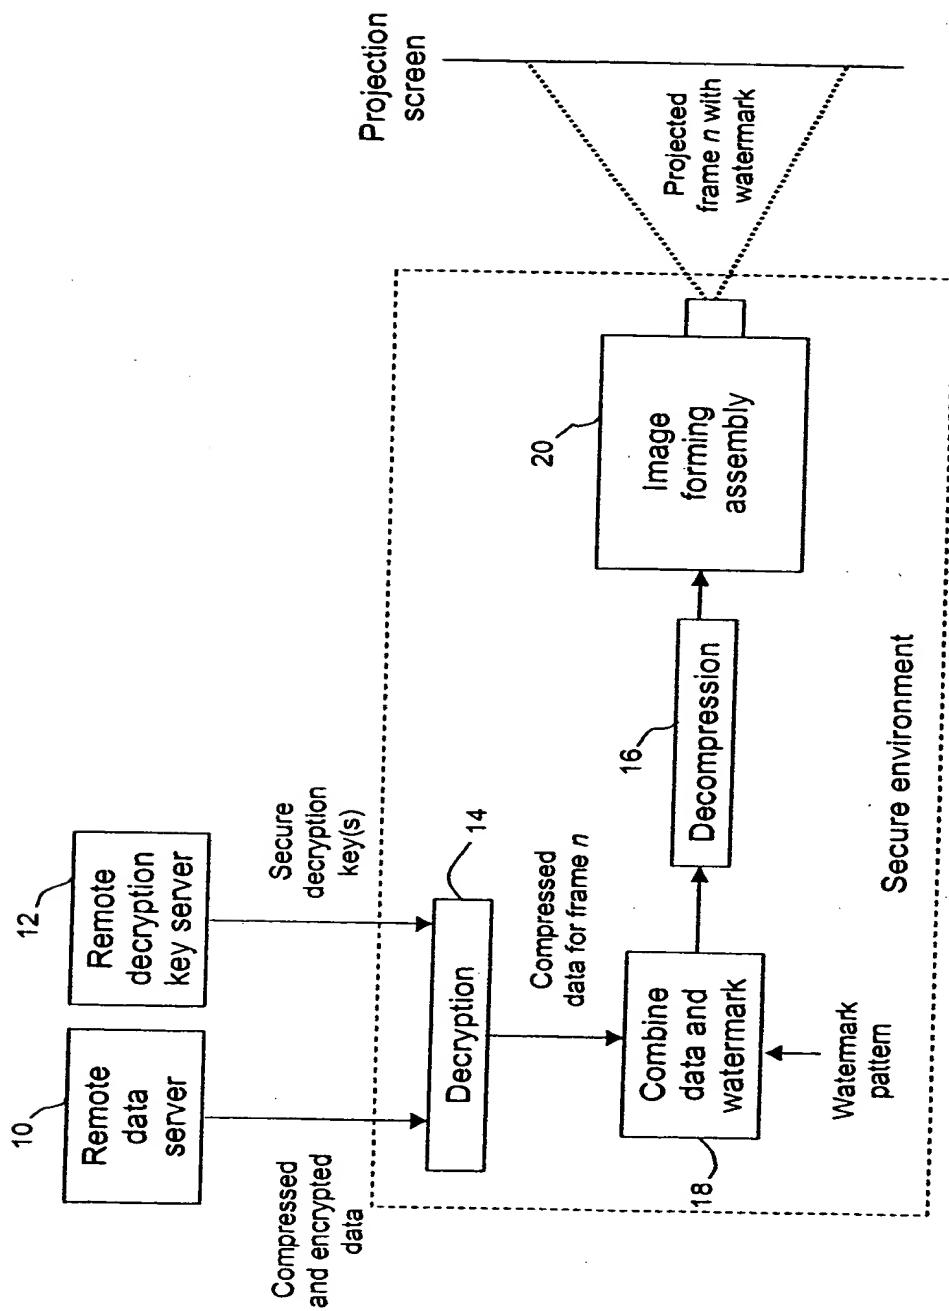 10
Remote
data
server
12
Remote
decryption
key server
Compressed
and encrypted
data
Secure
decryption
key(s)
Decryption
14
Compressed
data for frame n
Combine
data and
watermark
18
Watermark
pattern
16
Decompression
20
Image
forming
assembly
Secure environment
Projected
frame n with
watermark
Projection
screen